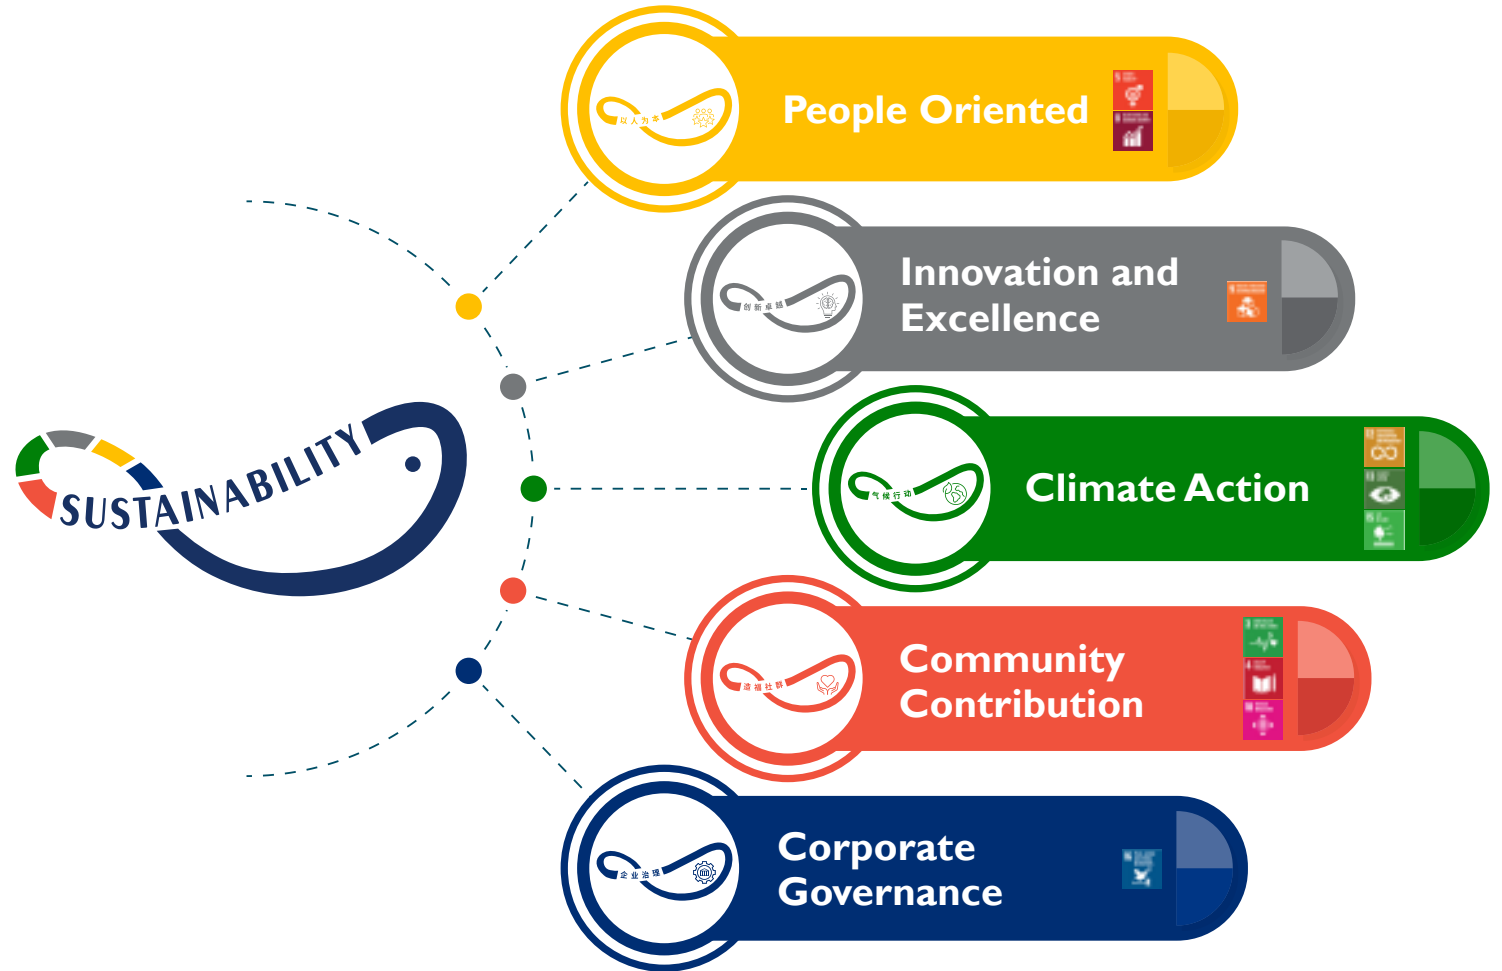 以人为本
People Oriented
创新卓越
Innovation and
Excellence
SUSTAINABILITY
气候行动
Climate Action
造福社群
Community
Contribution
企业治理
Corporate
Governance